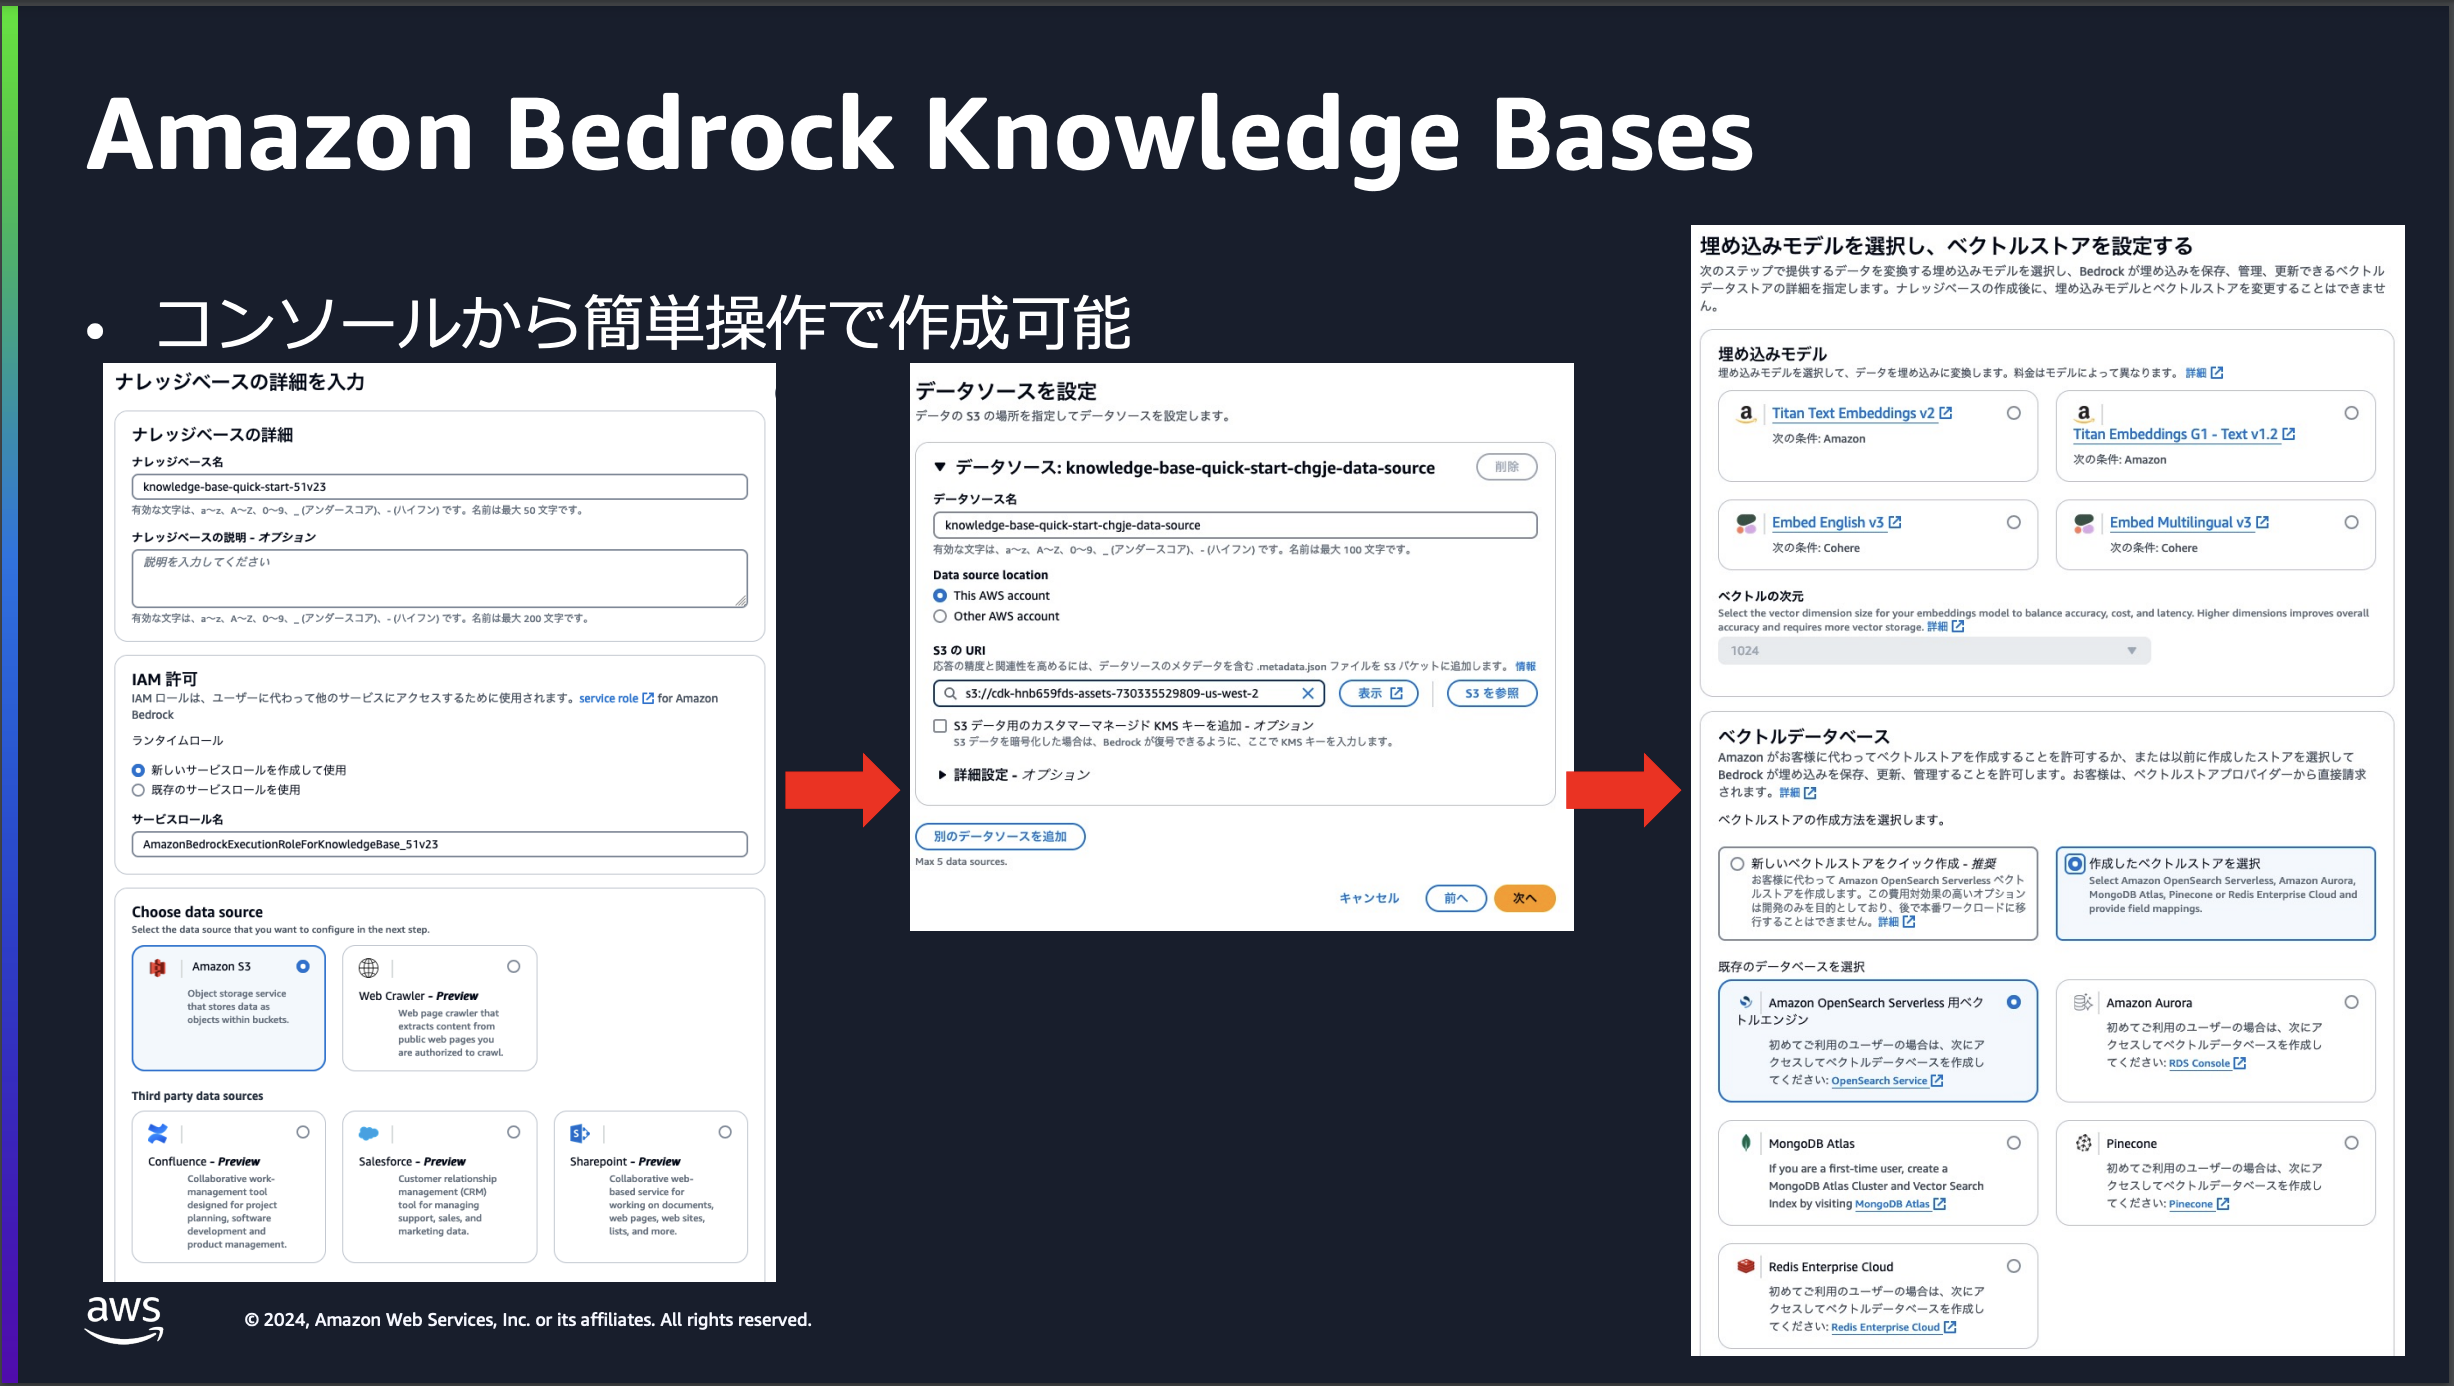 Amazon Bedrock Knowledge Bases
• コンソールから簡単操作で作成可能
ナレッジベースの詳細を入力
ナレッジベースの詳細
ナレッジベース名
knowledge-base-quick-start-51v23
有効な文字は、a～z、A～Z、0～9、_ (アンダースコア)、- (ハイフン) です。名前は最大 50 文字です。
ナレッジベースの説明 - オプション
説明を入力してください
有効な文字は、a～z、A～Z、0～9、_ (アンダースコア)、- (ハイフン) です。名前は最大 200 文字です。
IAM 許可
IAM ロールは、ユーザーに代わって他のサービスにアクセスするために使用されます。service role for Amazon
Bedrock
ランタイムロール
新しいサービスロールを作成して使用
既存のサービスロールを使用
サービスロール名
AmazonBedrockExecutionRoleForKnowledgeBase_51v23
Choose data source
Select the data source that you want to configure in the next step.
Amazon S3
Object storage service
that stores data as
objects within buckets.
Web Crawler - Preview
Web page crawler that
extracts content from
public web pages you
are authorized to crawl.
Third party data sources
Confluence - Preview
Collaborative work-
management tool
designed for project
planning, software
development and
product management.
Salesforce - Preview
Customer relationship
management (CRM)
tool for managing
support, sales, and
marketing data.
Sharepoint - Preview
Collaborative web-
based service for
working on documents,
web pages, web sites,
lists, and more.
データソースを設定
データの S3 の場所を指定してデータソースを設定します。
データソース: knowledge-base-quick-start-chgje-data-source
削除
データソース名
knowledge-base-quick-start-chgje-data-source
有効な文字は、a～z、A～Z、0～9、_ (アンダースコア)、- (ハイフン) です。名前は最大 100 文字です。
Data source location
This AWS account
Other AWS account
S3 の URI
応答の精度と関連性を高めるには、データソースのメタデータを含む .metadata.json ファイルを S3 バケットに追加します。 情報
s3://cdk-hnb659fds-assets-730335529809-us-west-2
表示
S3 を参照
S3 データ用のカスタマーマネージド KMS キーを追加 - オプション
S3 データを暗号化した場合は、Bedrock が復号できるように、ここで KMS キーを入力します。
詳細設定 - オプション
別のデータソースを追加
Max 5 data sources.
キャンセル
前へ
次へ
埋め込みモデルを選択し、ベクトルストアを設定する
次のステップで提供するデータを変換する埋め込みモデルを選択し、Bedrock が埋め込みを保存、管理、更新できるベクトル
データストアの詳細を指定します。ナレッジベースの作成後に、埋め込みモデルとベクトルストアを変更することはできませ
ん。
埋め込みモデル
埋め込みモデルを選択して、データを埋め込みに変換します。料金はモデルによって異なります。 詳細
Titan Text Embeddings v2
次の条件: Amazon
Titan Embeddings G1 - Text v1.2
次の条件: Amazon
Embed English v3
次の条件: Cohere
Embed Multilingual v3
次の条件: Cohere
ベクトルの次元
Select the vector dimension size for your embeddings model to balance accuracy, cost, and latency. Higher dimensions improves overall
accuracy and requires more vector storage. 詳細
1024
ベクトルデータベース
Amazon がお客様に代わってベクトルストアを作成することを許可するか、または以前に作成したストアを選択して
Bedrock が埋め込みを保存、更新、管理することを許可します。お客様は、ベクトルストアプロバイダーから直接請求
されます。詳細
ベクトルストアの作成方法を選択します。
新しいベクトルストアをクイック作成 - 推奨
お客様に代わって Amazon OpenSearch Serverless ベクト
ルストアを作成します。この費用対効果の高いオプション
は開発のみを目的としており、後で本番ワークロードに移
行することはできません。詳細
作成したベクトルストアを選択
Select Amazon OpenSearch Serverless, Amazon Aurora,
MongoDB Atlas, Pinecone or Redis Enterprise Cloud and
provide field mappings.
既存のデータベースを選択
Amazon OpenSearch Serverless 用ベク
トルエンジン
初めてご利用のユーザーの場合は、次にア
クセスしてベクトルデータベースを作成し
てください: OpenSearch Service
Amazon Aurora
初めてご利用のユーザーの場合は、次にア
クセスしてベクトルデータベースを作成し
てください: RDS Console
MongoDB Atlas
If you are a first-time user, create a
MongoDB Atlas Cluster and Vector Search
Index by visiting MongoDB Atlas
Pinecone
初めてご利用のユーザーの場合は、次にア
クセスしてベクトルデータベースを作成し
てください: Pinecone
Redis Enterprise Cloud
初めてご利用のユーザーの場合は、次にア
クセスしてベクトルデータベースを作成し
てください: Redis Enterprise Cloud
aws
© 2024, Amazon Web Services, Inc. or its affiliates. All rights reserved.